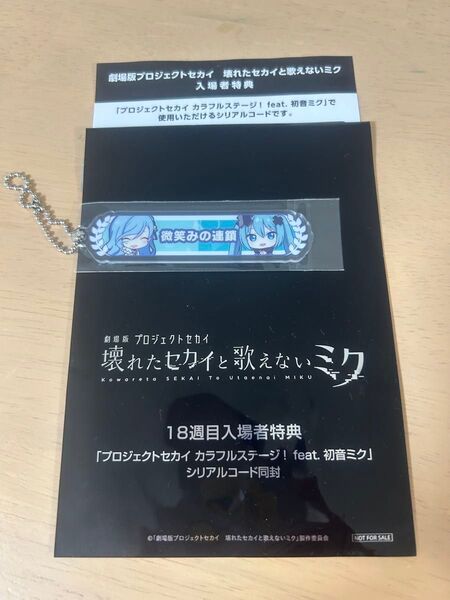 劇場版プロジェクトセカイ 壊れたセカイと歌えないミク
入場者特典
「プロジェクトセカイ カラフルステージ！ feat. 初音ミク」で
使用いただけるシリアルコードです。
微笑みの連鎖
劇場版 プロジェクトセカイ
壊れたセカイと歌えないミク
Kowareta SEKAI To Utaenai MIKU
18週目入場者特典
「プロジェクトセカイ カラフルステージ！ feat. 初音ミク」
シリアルコード同封
©「劇場版プロジェクトセカイ 壊れたセカイと歌えないミク」製作委員会
NOT FOR SALE